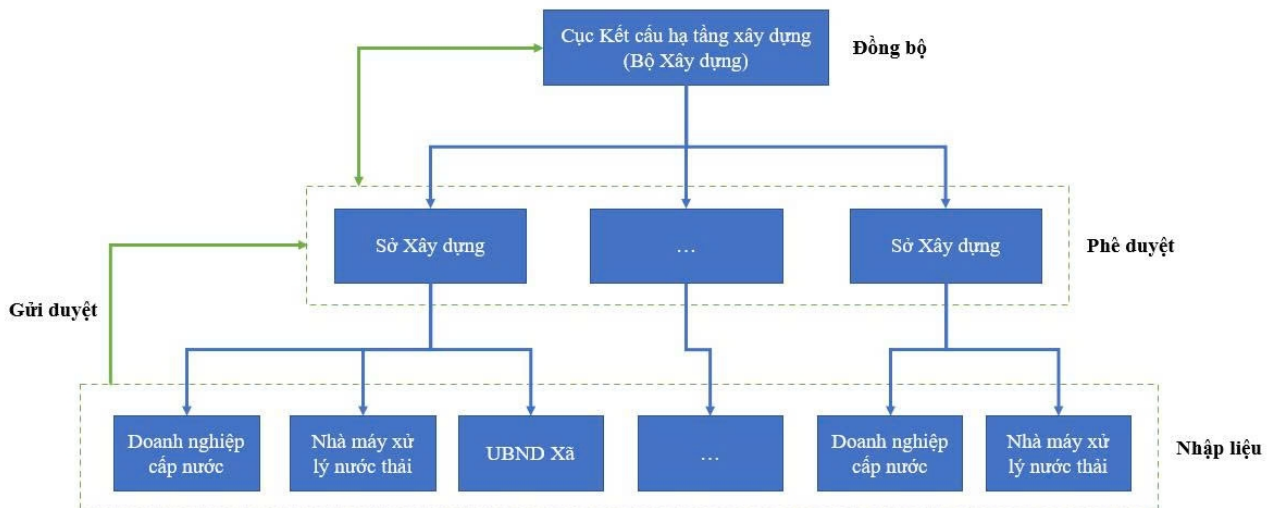 Cục Kết cấu hạ tầng xây dựng
(Bộ Xây dựng)
Đồng bộ
Sở Xây dựng
...
Sở Xây dựng
Phê duyệt
Gửi duyệt
Doanh nghiệp
cấp nước
Nhà máy xử
lý nước thải
UBND Xã
...
Doanh nghiệp
cấp nước
Nhà máy xử
lý nước thải
Nhập liệu